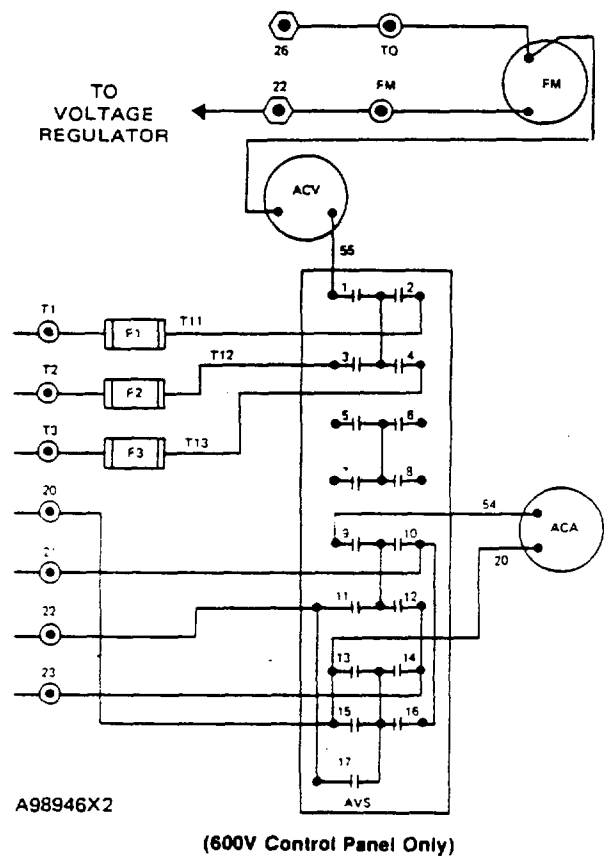 26
TO
FM
TO
VOLTAGE
REGULATOR
22
FM
ACV
55
1 2
T1
F1
T11
T2
F2
T12
3 4
T3
F3
T13
5 6
7 8
20
54
ACA
9 10
21
20
11 12
22
13 14
23
15 16
17
AVS
A98946X2
(600V Control Panel Only)